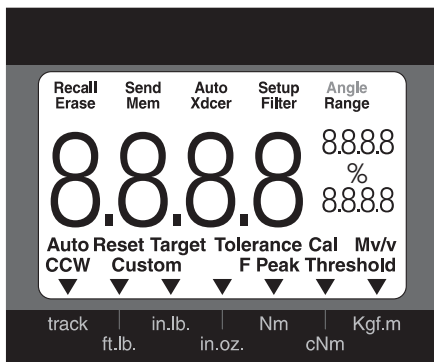 Recall Send Auto Setup Angle
Erase Mem Xdcer Filter Range
8.8.8.8 8.8.8.8
%
8.8.8.8
Auto Reset Target Tolerance Cal Mv/v
CCW Custom F Peak Threshold
track in.lb. Nm Kgf.m
ft.lb. in.oz. cNm